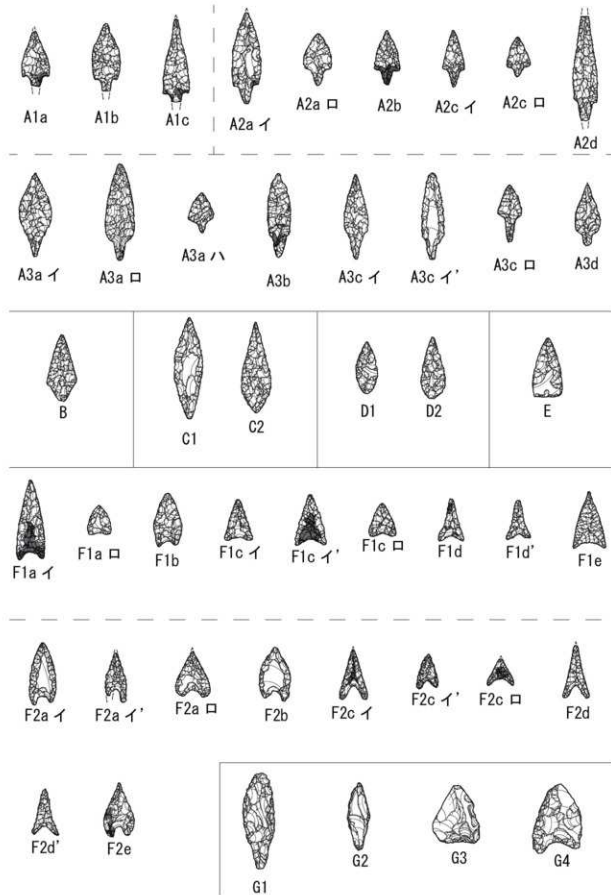 A1a A1b A1c A2a イ A2a ロ A2b A2c イ A2c ロ A2d
A3a イ A3a ロ A3a ハ A3b A3c イ A3c イ' A3c ロ A3d
B C1 C2 D1 D2 E
F1a イ F1a ロ F1b F1c イ F1c イ' F1c ロ F1d F1d' F1e
F2a イ F2a イ' F2a ロ F2b F2c イ F2c イ' F2c ロ F2d
F2d' F2e G1 G2 G3 G4